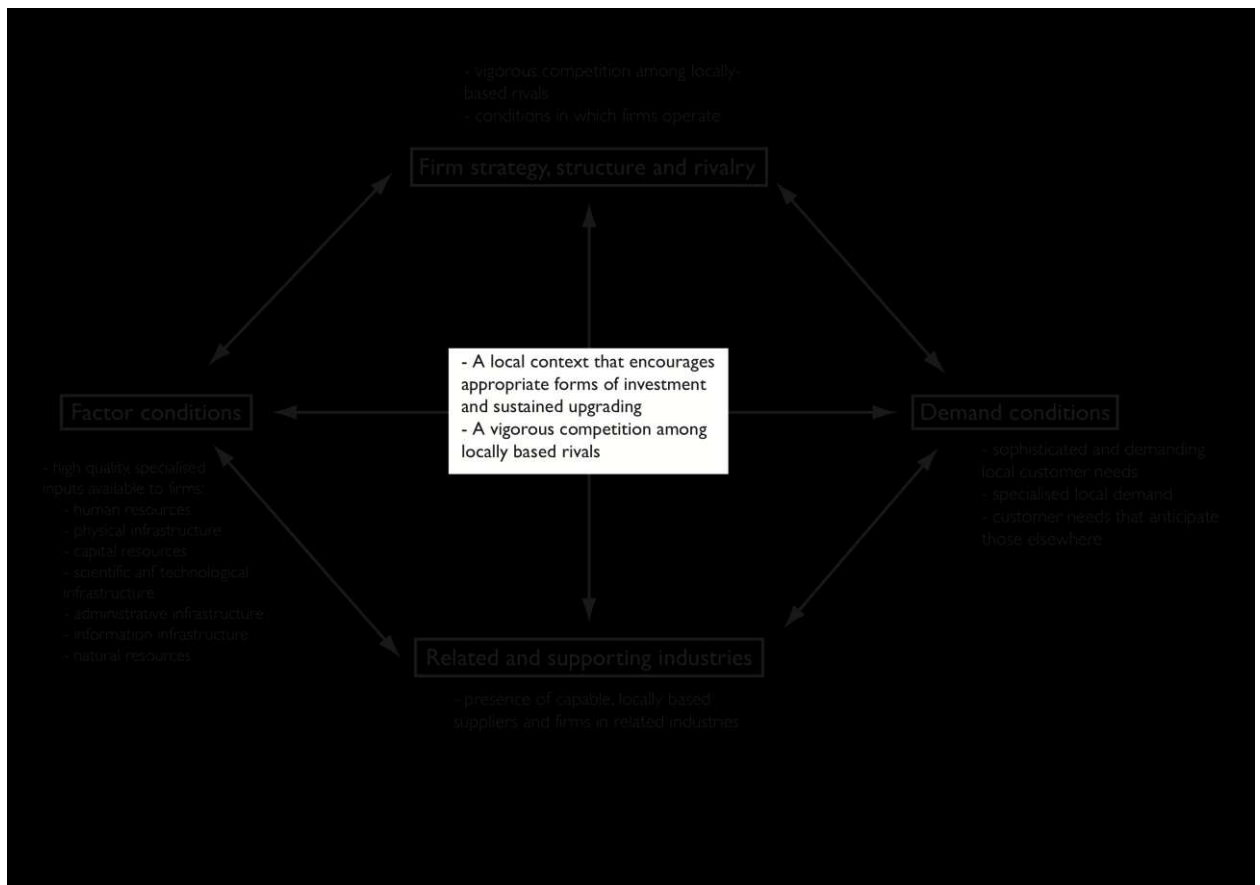 - vigorous competition among locally-
based rivals
- conditions in which firms operate
Firm strategy, structure and rivalry
- A local context that encourages
appropriate forms of investment
and sustained upgrading
- A vigorous competition among
locally based rivals
Factor conditions
- high quality, specialised
inputs available to firms:
- human resources
- physical infrastructure
- capital resources
- scientific anf technological
infrastructure
- administrative infrastructure
- information infrastructure
- natural resources
Demand conditions
- sophisticated and demanding
local customer needs
- specialised local demand
- customer needs that anticipate
those elsewhere
Related and supporting industries
- presence of capable, locally based
suppliers and firms in related industries